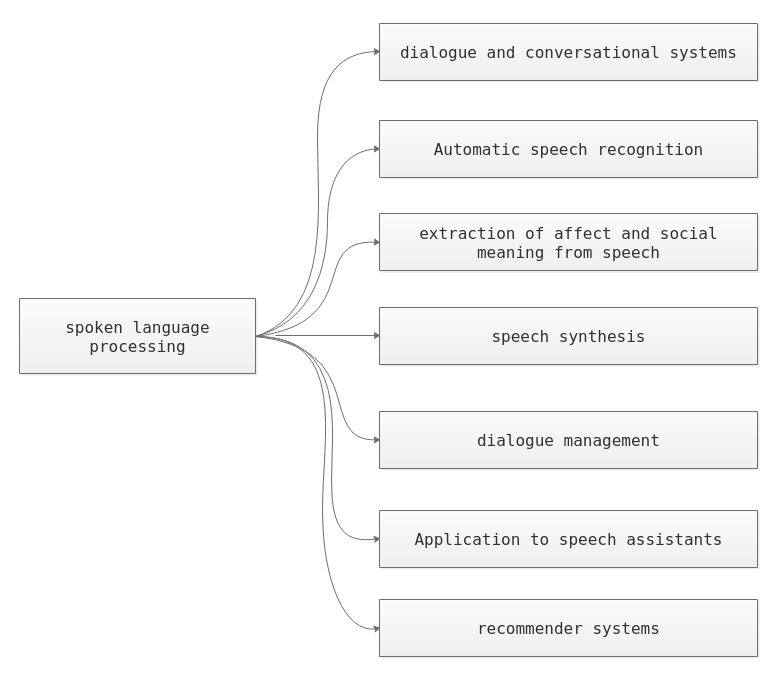 dialogue and conversational systems
Automatic speech recognition
extraction of affect and social
meaning from speech
spoken language
processing
speech synthesis
dialogue management
Application to speech assistants
recommender systems